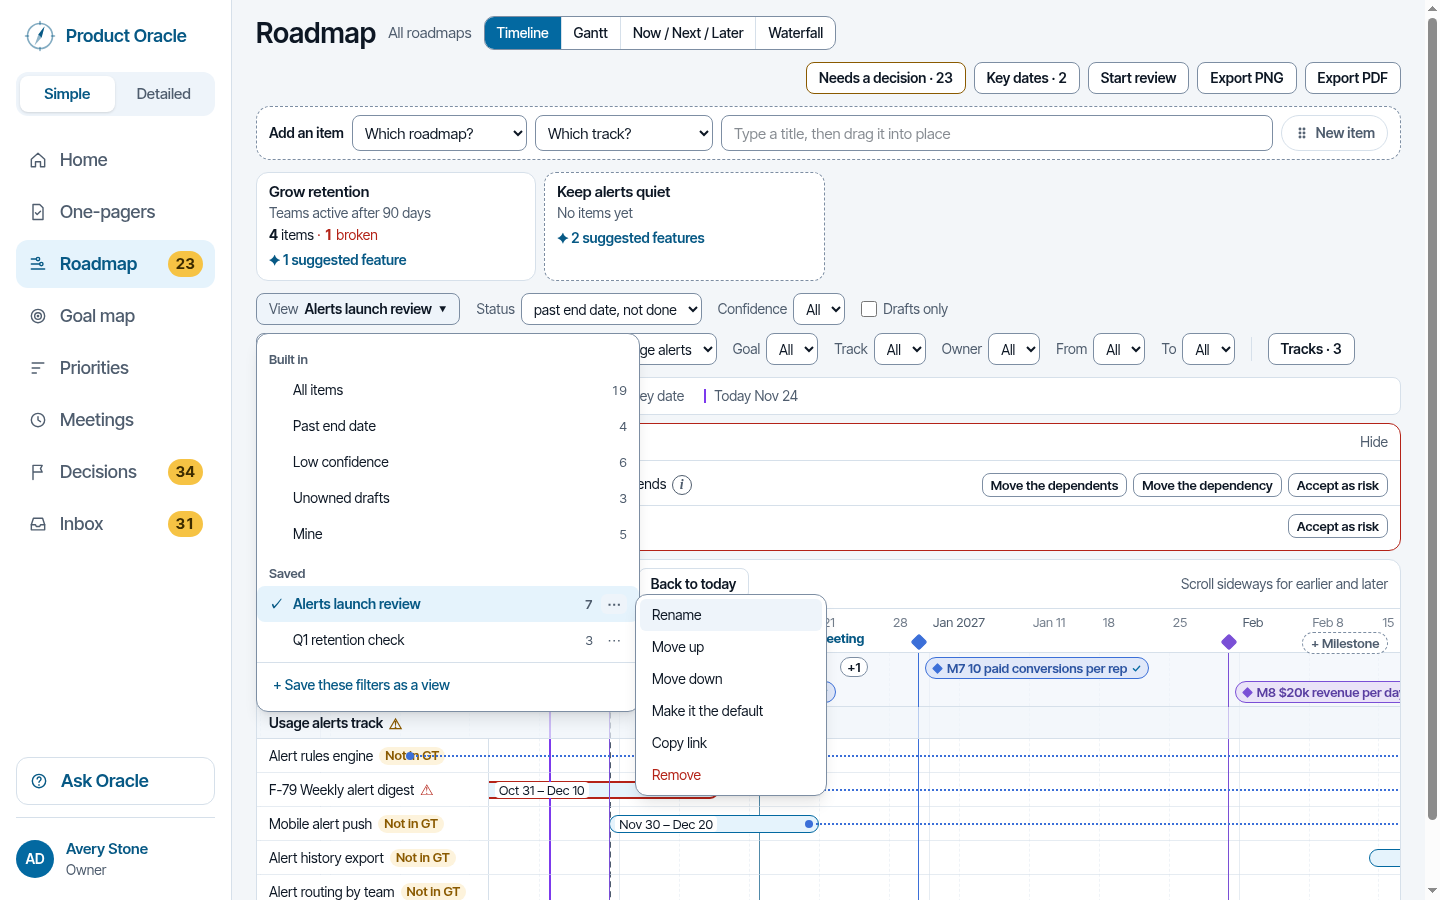 Product Oracle
Simple
Detailed
Home
One-pagers
Roadmap 23
Goal map
Priorities
Meetings
Decisions 34
Inbox 31
Ask Oracle
AD
Avery Stone
Owner
Roadmap All roadmaps Timeline Gantt Now / Next / Later Waterfall
Needs a decision · 23 Key dates · 2 Start review Export PNG Export PDF
Add an item Which roadmap? Which track? Type a title, then drag it into place New item
Grow retention
Teams active after 90 days
4 items · 1 broken
1 suggested feature
Keep alerts quiet
No items yet
2 suggested features
View Alerts launch review Status past end date, not done Confidence All Drafts only
ge alerts Goal All Track All Owner All From All To All Tracks · 3
ey date Today Nov 24
Hide
ends i Move the dependents Move the dependency Accept as risk
Accept as risk
Built in
All items 19
Past end date 4
Low confidence 6
Unowned drafts 3
Mine 5
Saved
✓ Alerts launch review 7 ···
Q1 retention check 3 ···
+ Save these filters as a view
Back to today Scroll sideways for earlier and later
Rename
Move up
Move down
Make it the default
Copy link
Remove
21 28 Jan 2027 Jan 11 18 25 Feb Feb 8 15
eeting + Milestone
+1 M7 10 paid conversions per rep ✓
M8 $20k revenue per day
Usage alerts track
Alert rules engine Not in GT
F-79 Weekly alert digest Oct 31 – Dec 10
Mobile alert push Not in GT Nov 30 – Dec 20
Alert history export Not in GT
Alert routing by team Not in GT